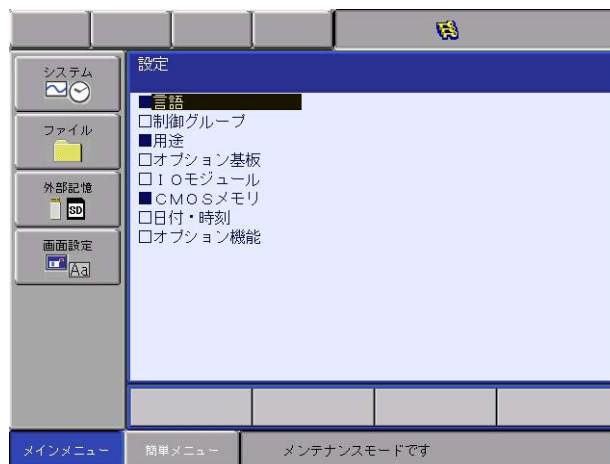 システム
ファイル
外部記憶
SD
画面設定
Aa
設定
■言語
□制御グループ
■用途
□オプション基板
□ＩＯモジュール
■ＣＭＯＳメモリ
□日付・時刻
□オプション機能
メインメニュー
簡単メニュー
メンテナンスモードです